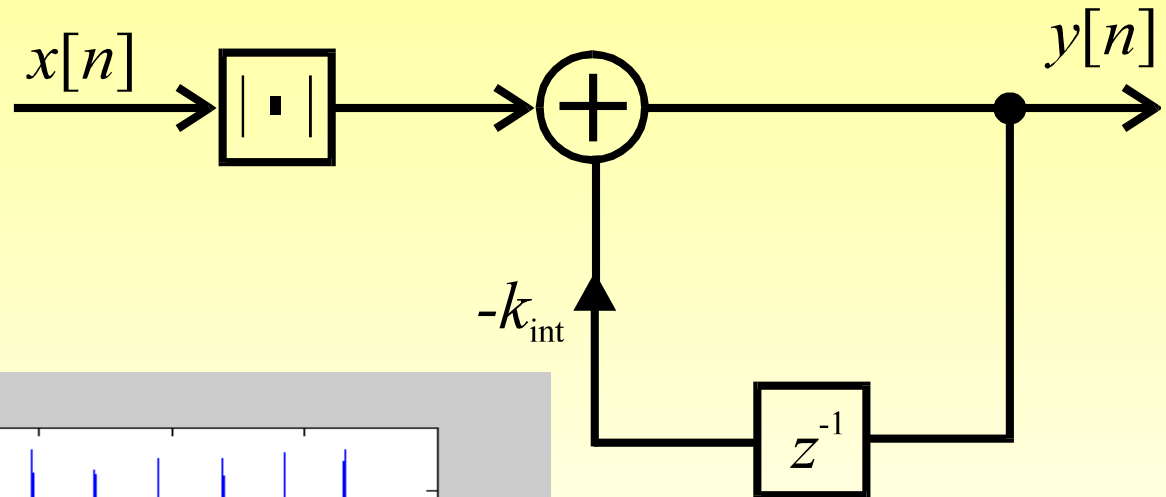 x[n]
y[n]
|▪|
+
-k_int
z^-1